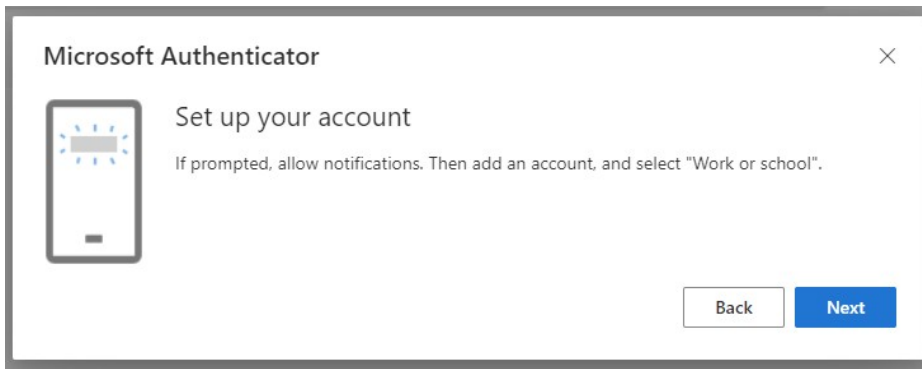 Microsoft Authenticator
Set up your account
If prompted, allow notifications. Then add an account, and select "Work or school".
Back
Next